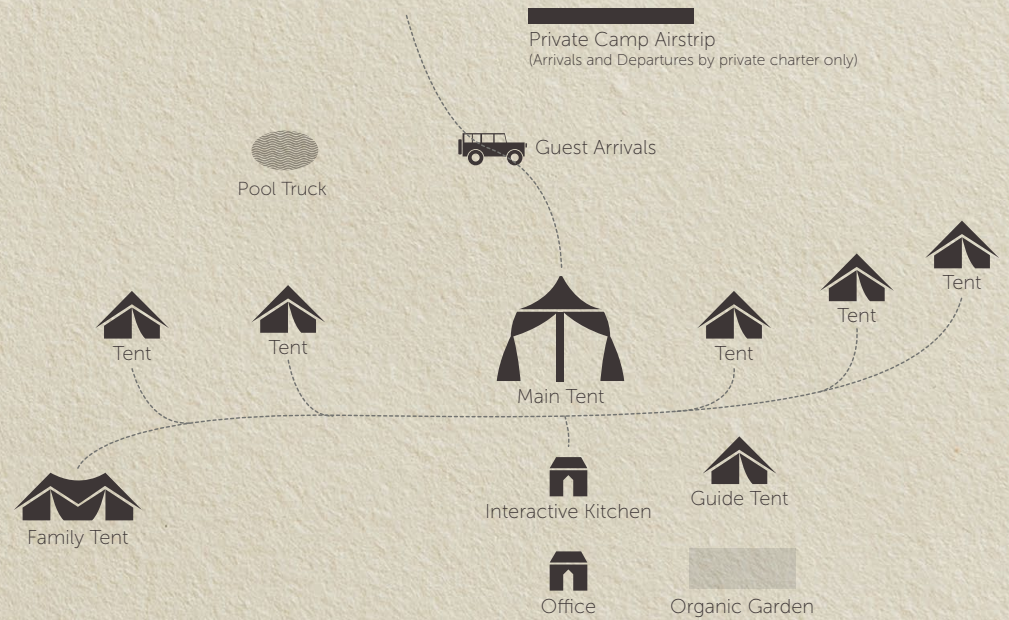 Private Camp Airstrip
(Arrivals and Departures by private charter only)
Guest Arrivals
Pool Truck
Tent
Tent
Tent
Tent
Tent
Main Tent
Family Tent
Interactive Kitchen
Guide Tent
Office
Organic Garden